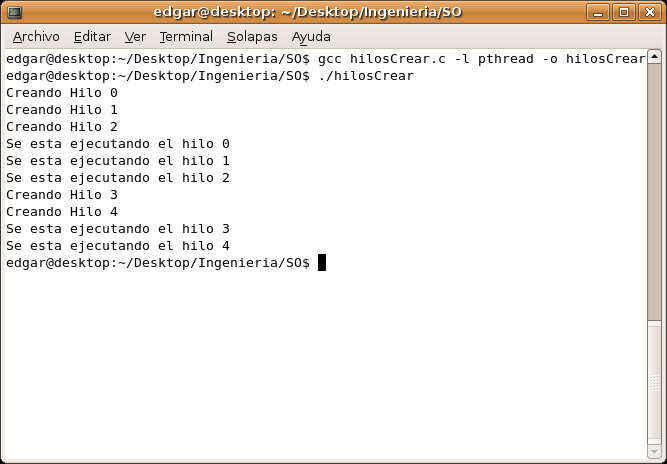 edgar@desktop: ~/Desktop/Ingenieria/SO
Archivo Editar Ver Terminal Solapas Ayuda
edgar@desktop:~/Desktop/Ingenieria/SO$ gcc hilosCrear.c -l pthread -o hilosCrear
edgar@desktop:~/Desktop/Ingenieria/SO$ ./hilosCrear
Creando Hilo 0
Creando Hilo 1
Creando Hilo 2
Se esta ejecutando el hilo 0
Se esta ejecutando el hilo 1
Se esta ejecutando el hilo 2
Creando Hilo 3
Creando Hilo 4
Se esta ejecutando el hilo 3
Se esta ejecutando el hilo 4
edgar@desktop:~/Desktop/Ingenieria/SO$